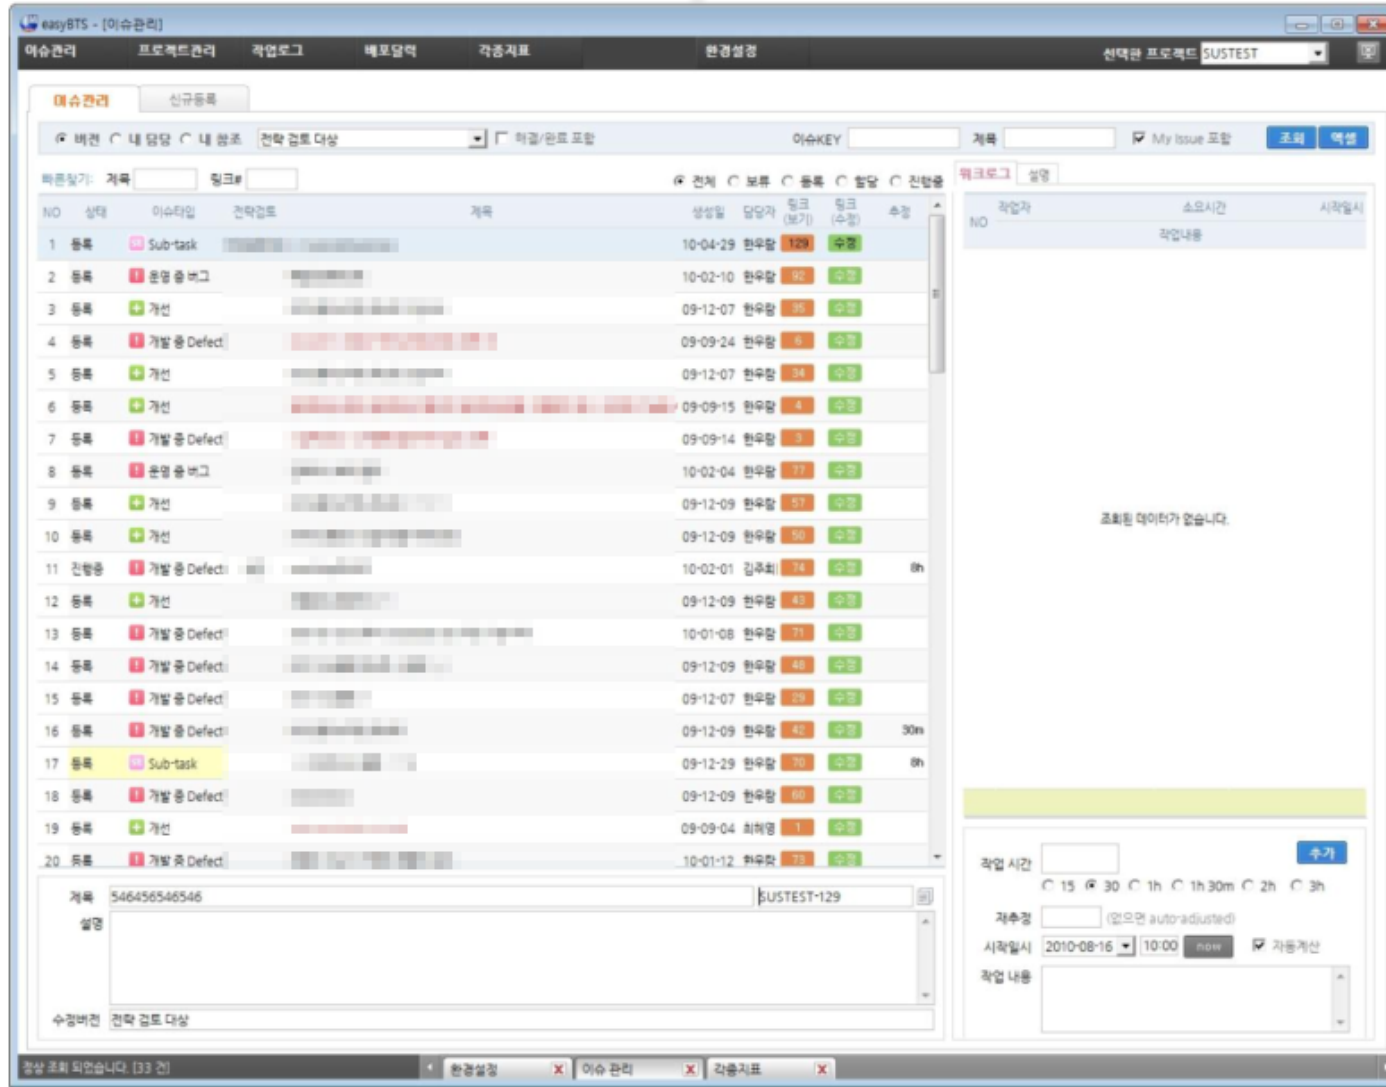 easyBTS - [이슈관리]
이슈관리 프로젝트관리 작업로그 배포달력 각종지표 환경설정 선택한 프로젝트 SUSTEST
이슈관리 신규등록
버전 내 담당 내 참조 전략 검토 대상 해결/완료 포함 이슈KEY 제목 My Issue 포함 조회 엑셀
빠른찾기: 제목 링크# 전체 보류 등록 할당 진행중
NO 상태 이슈타입 전략검토 제목 생성일 담당자 링크(보기) 링크(수정) 추정
1 등록 Sub-task 10-04-29 한우람 129 수정
2 등록 운영 중 버그 10-02-10 한우람 92 수정
3 등록 개선 09-12-07 한우람 35 수정
4 등록 개발 중 Defect 09-09-24 한우람 6 수정
5 등록 개선 09-12-07 한우람 34 수정
6 등록 개선 09-09-15 한우람 4 수정
7 등록 개발 중 Defect 09-09-14 한우람 3 수정
8 등록 운영 중 버그 10-02-04 한우람 77 수정
9 등록 개선 09-12-09 한우람 57 수정
10 등록 개선 09-12-09 한우람 50 수정
11 진행중 개발 중 Defect 10-02-01 김주희 74 수정 8h
12 등록 개선 09-12-09 한우람 43 수정
13 등록 개발 중 Defect 10-01-08 한우람 71 수정
14 등록 개발 중 Defect 09-12-09 한우람 48 수정
15 등록 개발 중 Defect 09-12-07 한우람 29 수정
16 등록 개발 중 Defect 09-12-09 한우람 42 수정 30m
17 등록 Sub-task 09-12-29 한우람 70 수정 8h
18 등록 개발 중 Defect 09-12-09 한우람 60 수정
19 등록 개선 09-09-04 최혜영 1 수정
20 등록 개발 중 Defect 10-01-12 한우람 73 수정
제목 546456546546 SUSTEST-129
설명
수정버전 전략 검토 대상
워크로그 설명
NO 작업자 소요시간 시작일시
작업내용
조회된 데이터가 없습니다.
작업 시간 추가
15 30 1h 1h 30m 2h 3h
재추정 (없으면 auto-adjusted)
시작일시 2010-08-16 10:00 now 자동계산
작업 내용
정상 조회 되었습니다. [33 건] 환경설정 이슈 관리 각종지표